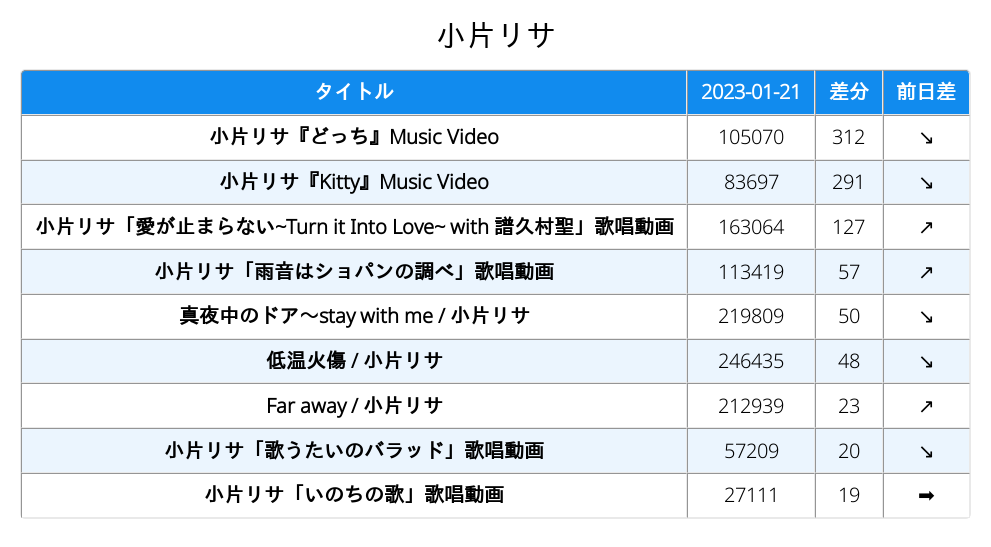 小片リサ
タイトル 2023-01-21 差分 前日差
小片リサ『どっち』Music Video 105070 312 ↘
小片リサ『Kitty』Music Video 83697 291 ↘
小片リサ「愛が止まらない~Turn it Into Love~ with 譜久村聖」歌唱動画 163064 127 ↗
小片リサ「雨音はショパンの調べ」歌唱動画 113419 57 ↗
真夜中のドア〜stay with me / 小片リサ 219809 50 ↘
低温火傷 / 小片リサ 246435 48 ↘
Far away / 小片リサ 212939 23 ↗
小片リサ「歌うたいのバラッド」歌唱動画 57209 20 ↘
小片リサ「いのちの歌」歌唱動画 27111 19 ➡